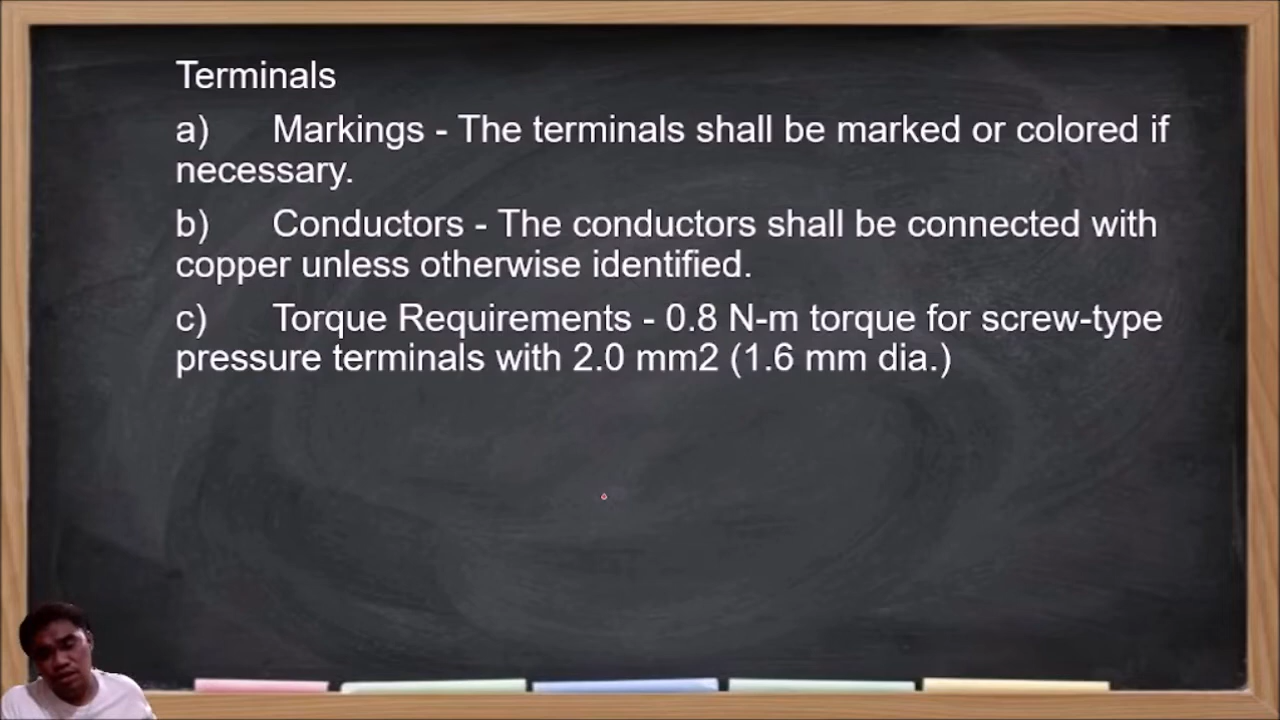 Terminals
a) Markings - The terminals shall be marked or colored if
necessary.
b) Conductors - The conductors shall be connected with
copper unless otherwise identified.
c) Torque Requirements - 0.8 N-m torque for screw-type
pressure terminals with 2.0 mm2 (1.6 mm dia.)